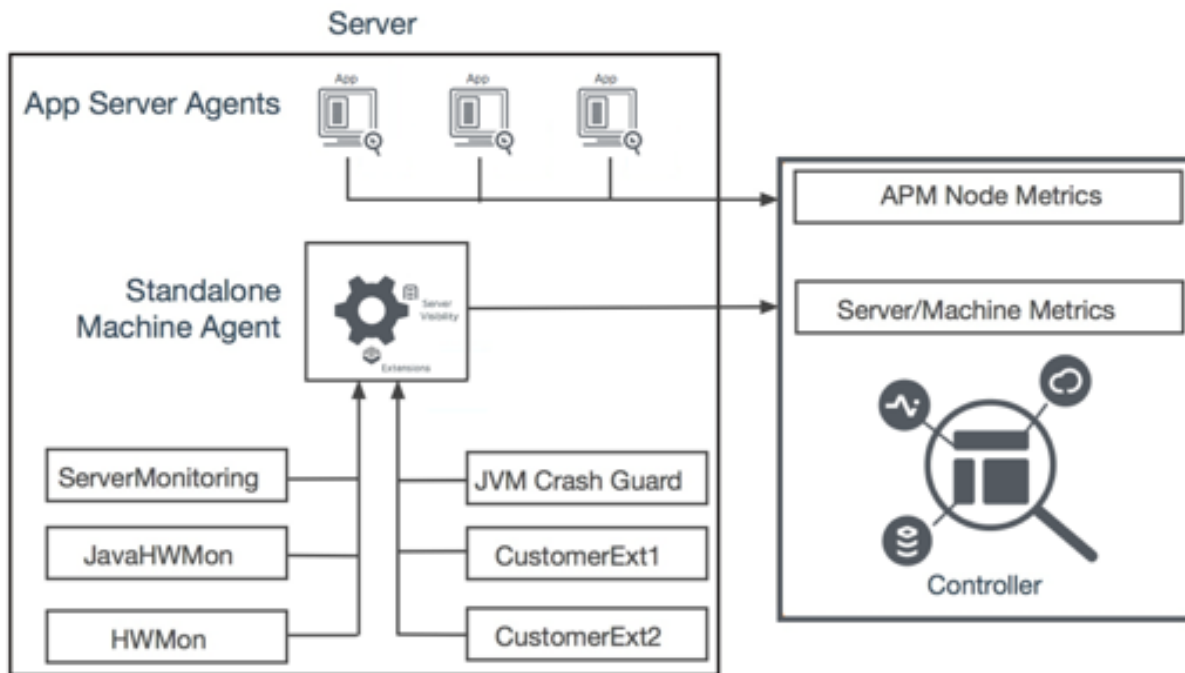 Server
App Server Agents
App
App
App
APM Node Metrics
Standalone
Machine Agent
Server
Visibility
Extensions
Server/Machine Metrics
ServerMonitoring
JavaHWMon
HWMon
JVM Crash Guard
CustomerExt1
CustomerExt2
Controller